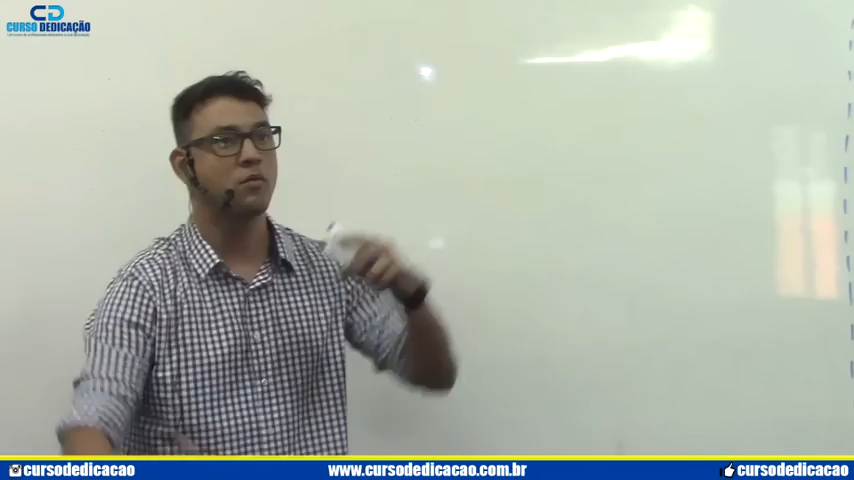 CD
CURSO DEDICAÇÃO
cursodedicacao
www.cursodedicacao.com.br
cursodedicacao